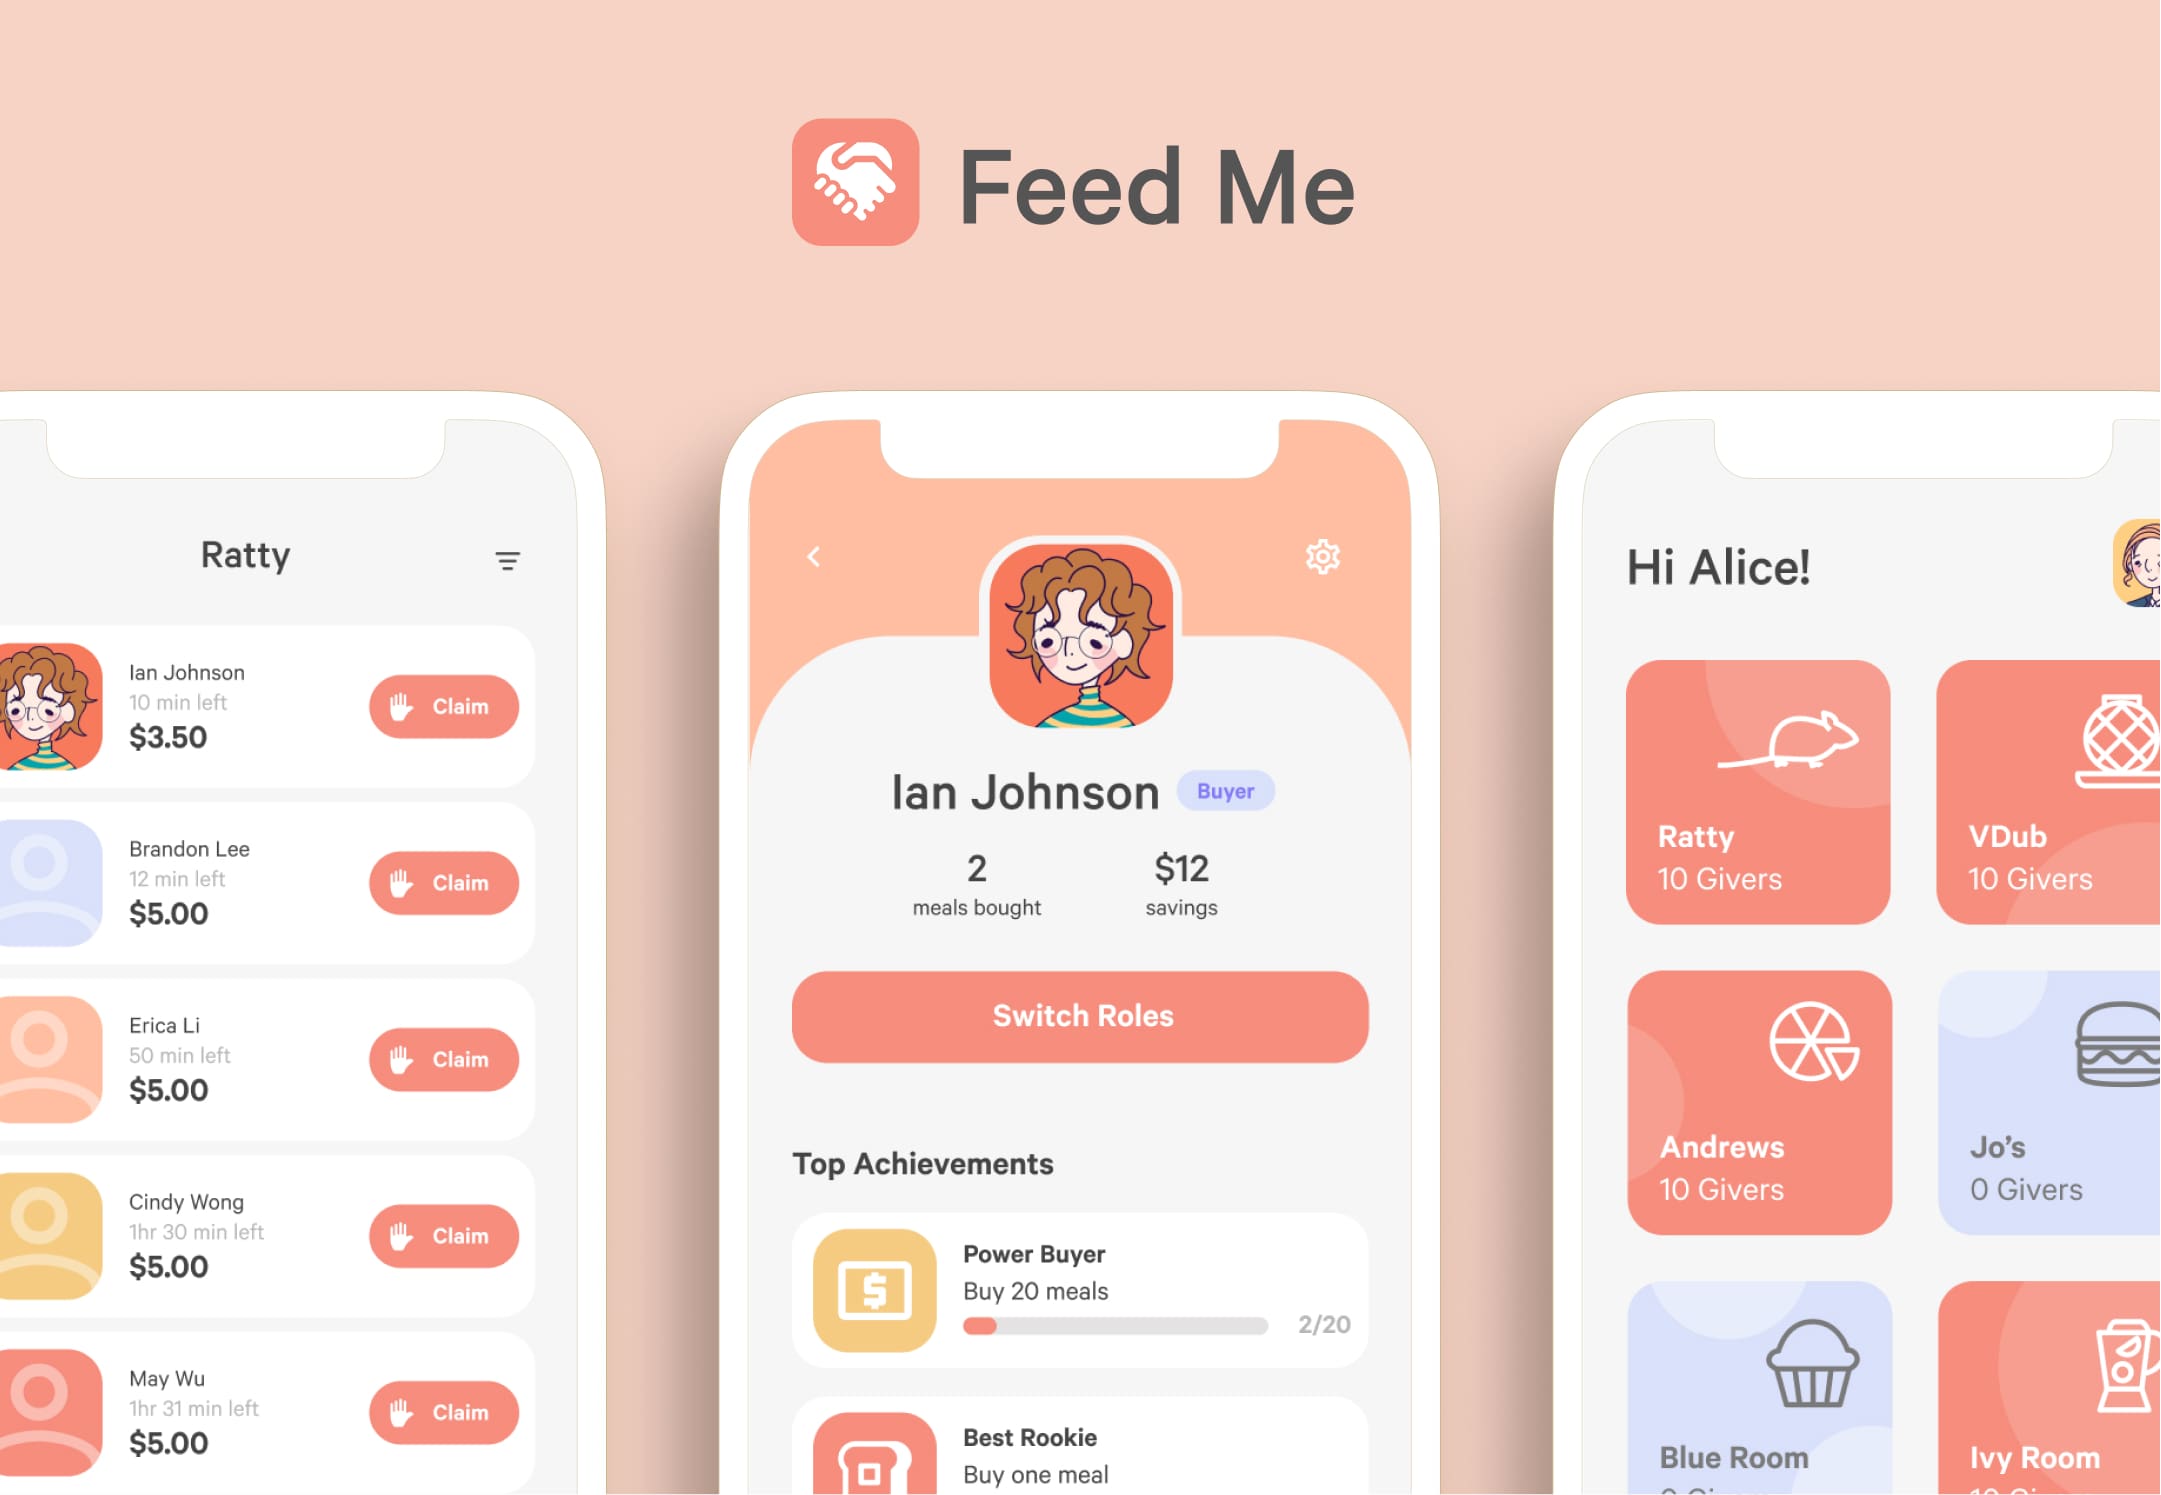 Feed Me
Ratty
Ian Johnson
10 min left
$3.50
Claim
Brandon Lee
12 min left
$5.00
Claim
Erica Li
50 min left
$5.00
Claim
Cindy Wong
1hr 30 min left
$5.00
Claim
May Wu
1hr 31 min left
$5.00
Claim
Ian Johnson
Buyer
2
meals bought
$12
savings
Switch Roles
Top Achievements
Power Buyer
Buy 20 meals
2/20
Best Rookie
Buy one meal
Hi Alice!
Ratty
10 Givers
VDub
10 Givers
Andrews
10 Givers
Jo's
0 Givers
Blue Room
Ivy Room